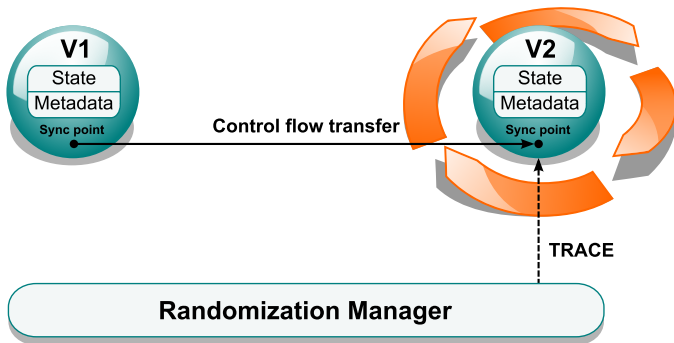 V1
State
Metadata
Sync point
V2
State
Metadata
Sync point
Control flow transfer
TRACE
Randomization Manager